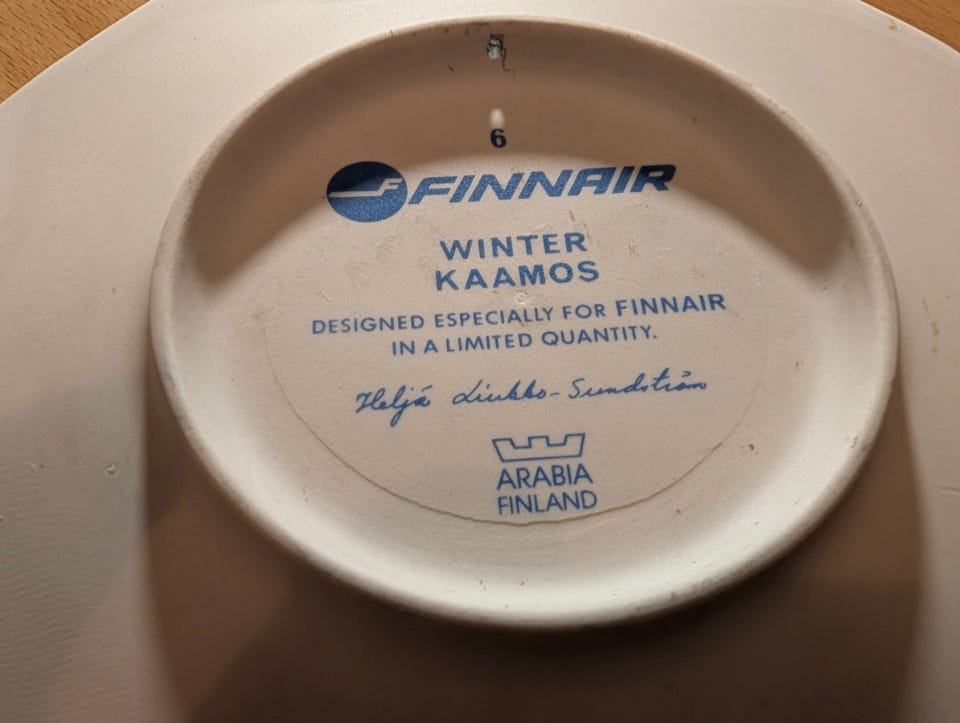 6
FINNAIR
WINTER
KAAMOS
DESIGNED ESPECIALLY FOR FINNAIR
IN A LIMITED QUANTITY.
Heljä Liukko-Sundström
ARABIA
FINLAND